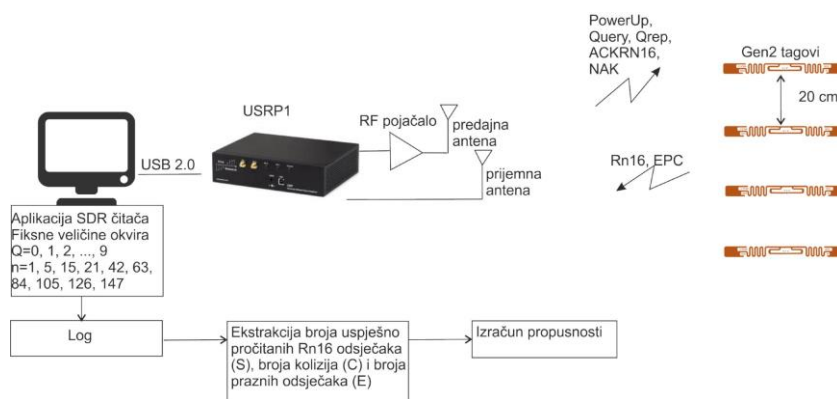 PowerUp,
Query, Qrep,
ACKRN16,
NAK
Gen2 tagovi
20 cm
USRP1
RF pojačalo
predajna
antena
prijemna
antena
USB 2.0
Rn16, EPC
Aplikacija SDR čitača
Fiksne veličine okvira
Q=0, 1, 2, ..., 9
n=1, 5, 15, 21, 42, 63,
84, 105, 126, 147
Log
Ekstrakcija broja uspješno
pročitanih Rn16 odsječaka
(S), broja kolizija (C) i broja
praznih odsječaka (E)
Izračun propusnosti